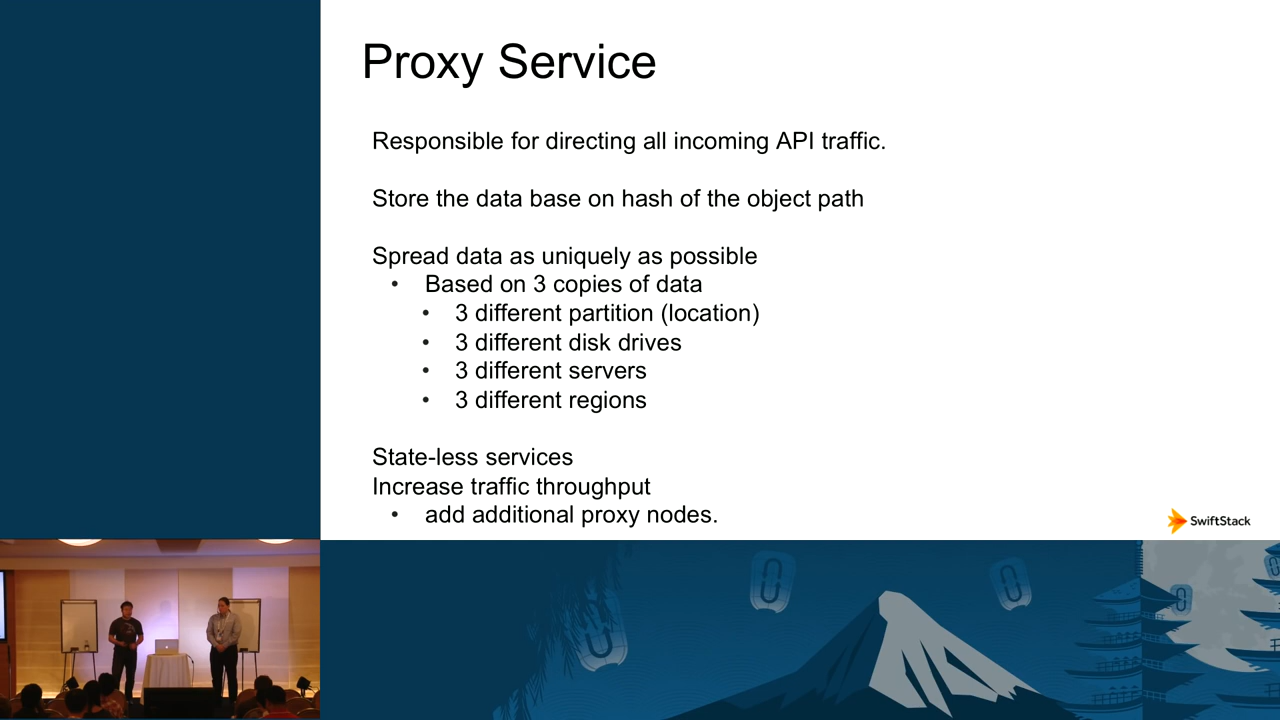 Proxy Service
Responsible for directing all incoming API traffic.
Store the data base on hash of the object path
Spread data as uniquely as possible
• Based on 3 copies of data
• 3 different partition (location)
• 3 different disk drives
• 3 different servers
• 3 different regions
State-less services
Increase traffic throughput
• add additional proxy nodes.
SwiftStack